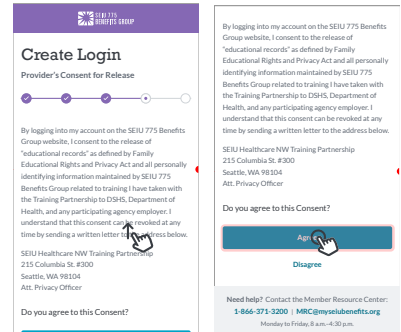 SEIU 775
BENEFITS GROUP
Create Login
Provider's Consent for Release
By logging into my account on the SEIU 775 Benefits
Group website, I consent to the release of
"educational records" as defined by Family
Educational Rights and Privacy Act and all personally
identifying information maintained by SEIU 775
Benefits Group related to training I have taken with
the Training Partnership to DSHS, Department of
Health, and any participating agency employer. I
understand that this consent can be revoked at any
time by sending a written letter to the address below.
SEIU Healthcare NW Training Partnership
215 Columbia St. #300
Seattle, WA 98104
Att. Privacy Officer
Do you agree to this Consent?
By logging into my account on the SEIU 775 Benefits
Group website, I consent to the release of
"educational records" as defined by Family
Educational Rights and Privacy Act and all personally
identifying information maintained by SEIU 775
Benefits Group related to training I have taken with
the Training Partnership to DSHS, Department of
Health, and any participating agency employer. I
understand that this consent can be revoked at any
time by sending a written letter to the address below.
SEIU Healthcare NW Training Partnership
215 Columbia St. #300
Seattle, WA 98104
Att. Privacy Officer
Do you agree to this Consent?
Agree
Disagree
Need help? Contact the Member Resource Center:
1-866-371-3200 | MRC@myseiubenefits.org
Monday to Friday, 8 a.m.-4:30 p.m.